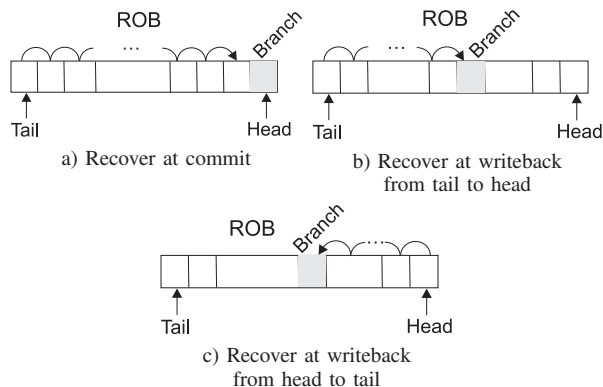 ROB
Branch
...
Tail
Head
a) Recover at commit
ROB
Branch
...
Tail
Head
b) Recover at writeback
from tail to head
ROB
Branch
...
Tail
Head
c) Recover at writeback
from head to tail